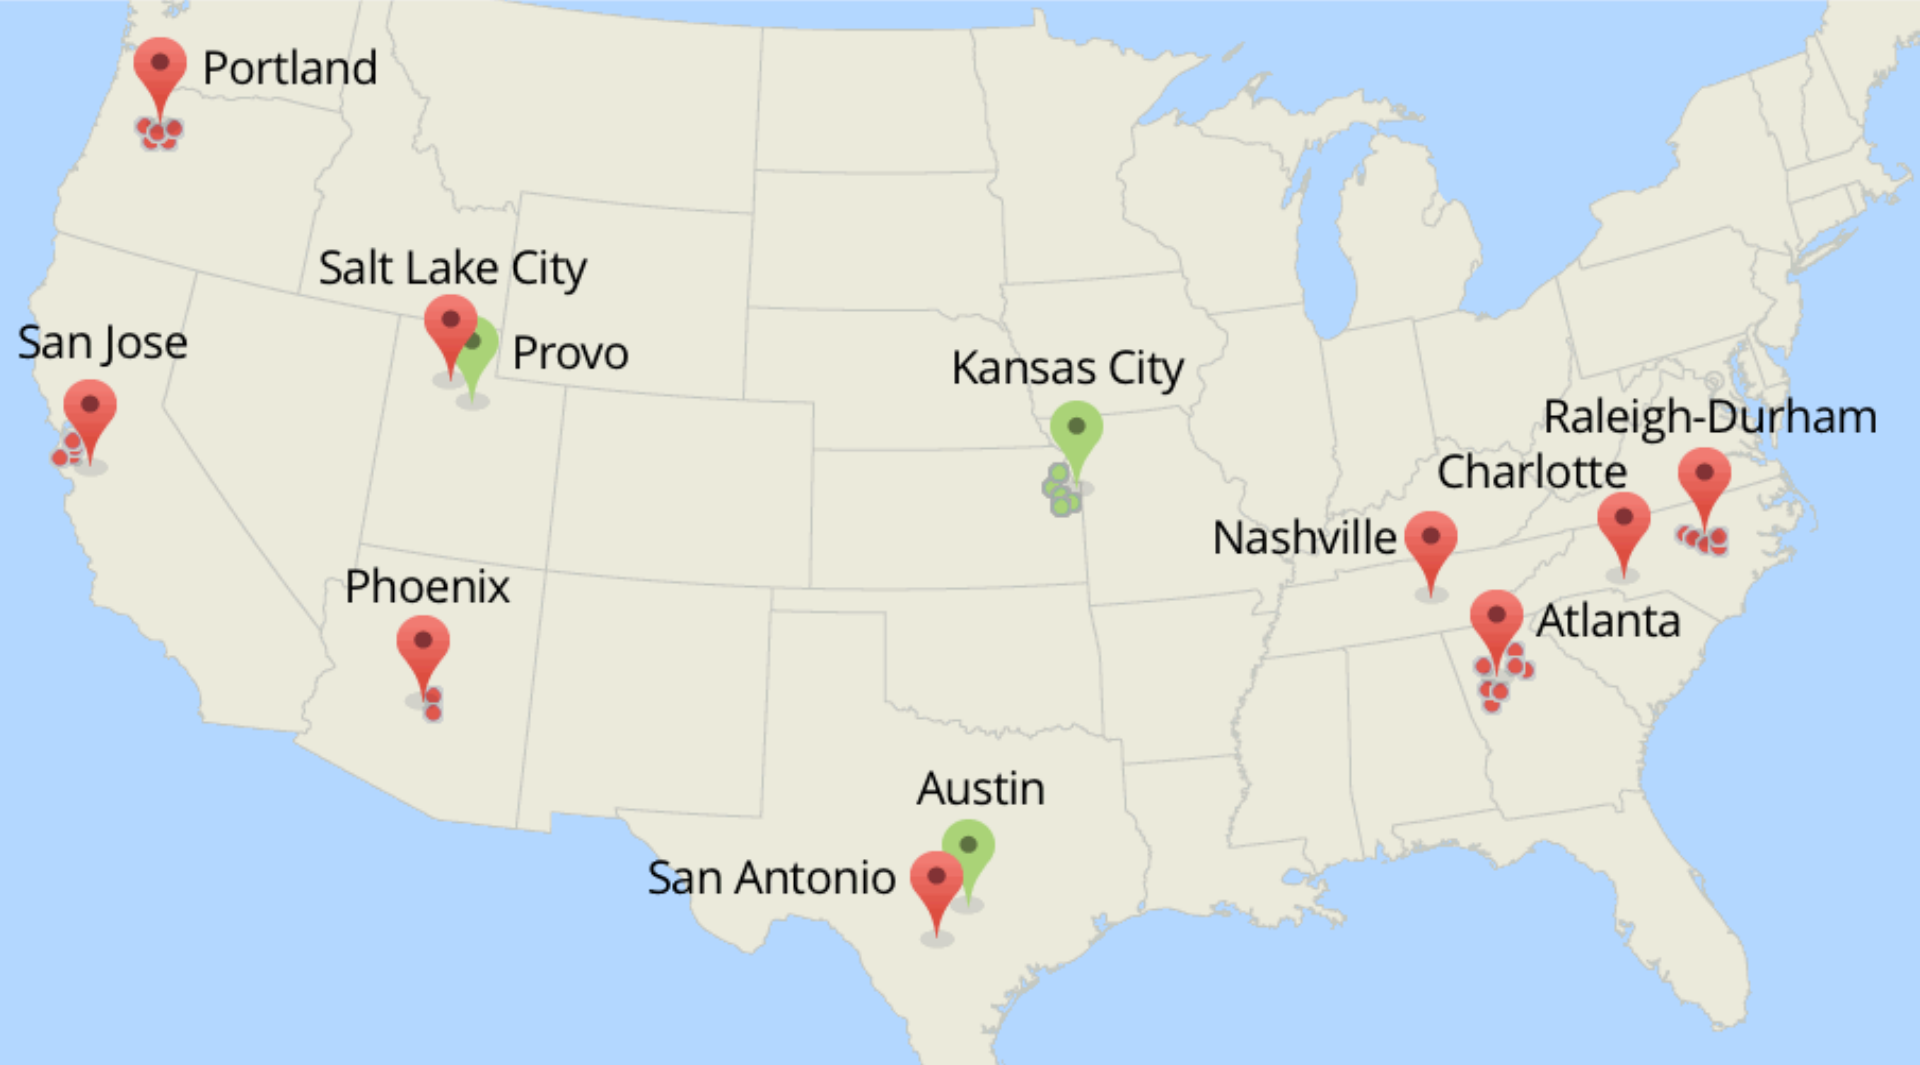 Portland
Salt Lake City
San Jose
Provo
Kansas City
Raleigh-Durham
Charlotte
Nashville
Phoenix
Atlanta
Austin
San Antonio